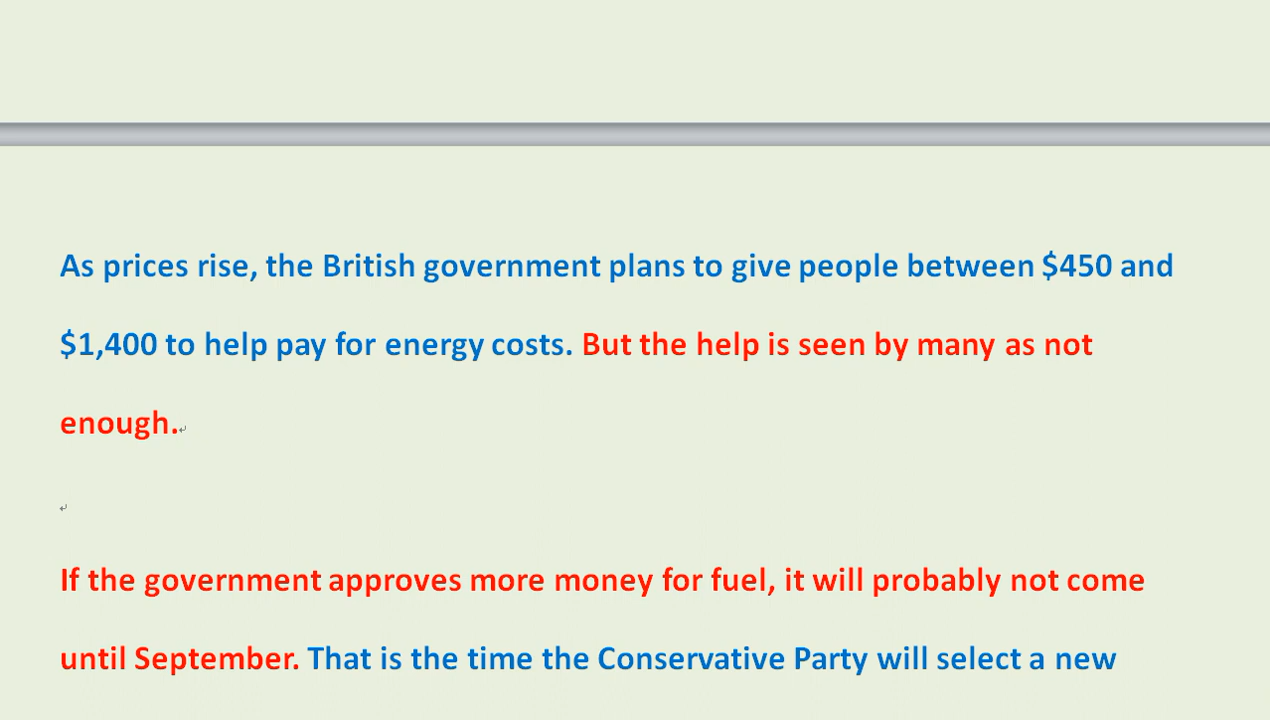 As prices rise, the British government plans to give people between $450 and
$1,400 to help pay for energy costs. But the help is seen by many as not
enough.
If the government approves more money for fuel, it will probably not come
until September. That is the time the Conservative Party will select a new